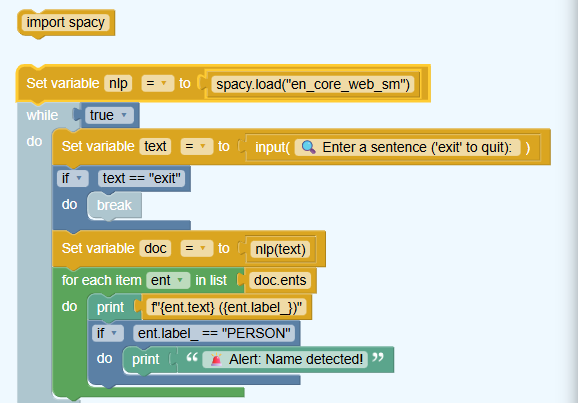 import spacy
Set variable nlp = to spacy.load("en_core_web_sm")
while true
do Set variable text = to input( 🔍 Enter a sentence ('exit' to quit): )
if text == "exit"
do break
Set variable doc = to nlp(text)
for each item ent in list doc.ents
do print f"{ent.text} ({ent.label_})"
if ent.label_ == "PERSON"
do print “ 🚨 Alert: Name detected! ”